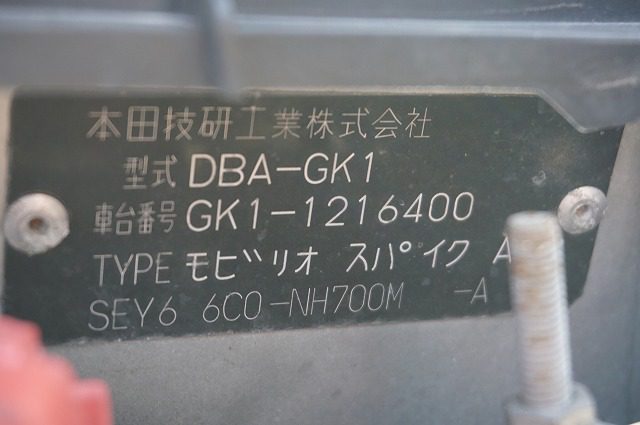 本田技研工業株式会社
型式 DBA-GK1
車台番号 GK1-1216400
TYPE モビリオ スパイク A
SEY6 6C0-NH700M -A